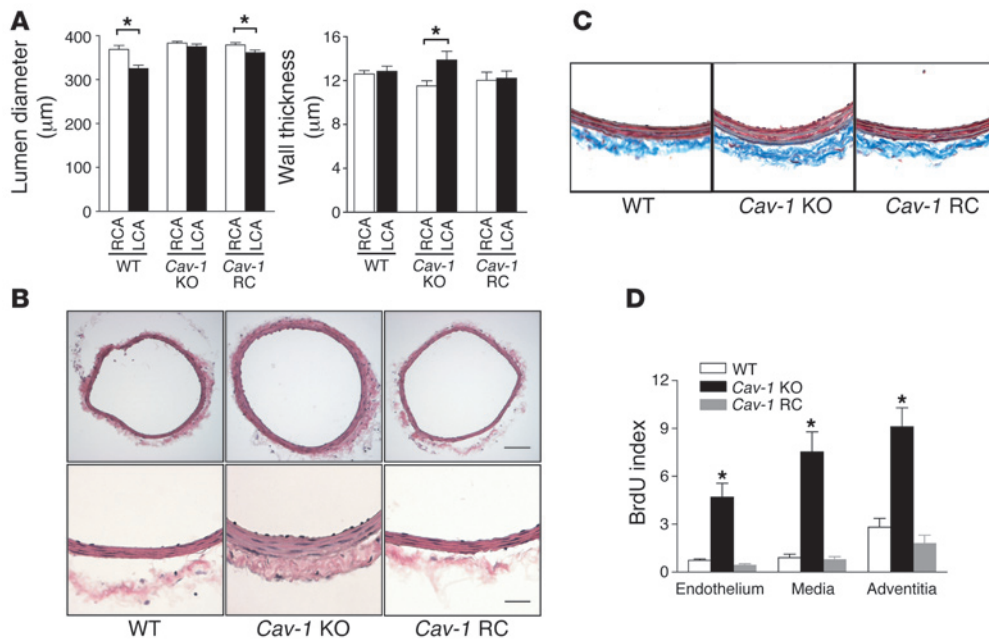 A
*
*
400
300
200
100
0
Lumen diameter
(μm)
RCA
LCA
RCA
LCA
RCA
LCA
WT
Cav-1
KO
Cav-1
RC
*
16
12
8
4
0
Wall thickness
(μm)
RCA
LCA
RCA
LCA
RCA
LCA
WT
Cav-1
KO
Cav-1
RC
B
WT
Cav-1 KO
Cav-1 RC
C
WT
Cav-1 KO
Cav-1 RC
D
WT
Cav-1 KO
Cav-1 RC
12
9
6
3
0
BrdU index
*
*
*
Endothelium
Media
Adventitia